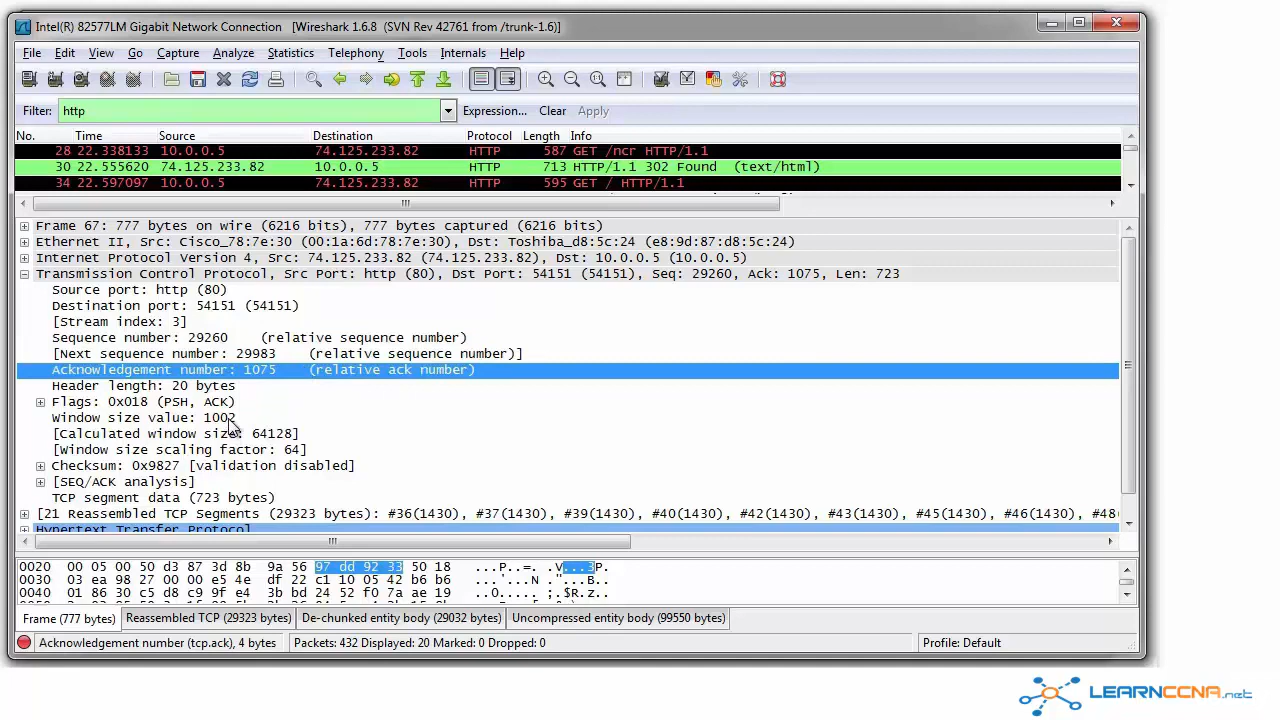 Intel(R) 82577LM Gigabit Network Connection [Wireshark 1.6.8 (SVN Rev 42761 from /trunk-1.6)]
File Edit View Go Capture Analyze Statistics Telephony Tools Internals Help
Filter: http Expression... Clear Apply
No. Time Source Destination Protocol Length Info
28 22.338133 10.0.0.5 74.125.233.82 HTTP 587 GET /ncr HTTP/1.1
30 22.555620 74.125.233.82 10.0.0.5 HTTP 713 HTTP/1.1 302 Found (text/html)
34 22.597097 10.0.0.5 74.125.233.82 HTTP 595 GET / HTTP/1.1
Frame 67: 777 bytes on wire (6216 bits), 777 bytes captured (6216 bits)
Ethernet II, Src: Cisco_78:7e:30 (00:1a:6d:78:7e:30), Dst: Toshiba_d8:5c:24 (e8:9d:87:d8:5c:24)
Internet Protocol Version 4, Src: 74.125.233.82 (74.125.233.82), Dst: 10.0.0.5 (10.0.0.5)
Transmission Control Protocol, Src Port: http (80), Dst Port: 54151 (54151), Seq: 29260, Ack: 1075, Len: 723
Source port: http (80)
Destination port: 54151 (54151)
[Stream index: 3]
Sequence number: 29260 (relative sequence number)
[Next sequence number: 29983 (relative sequence number)]
Acknowledgement number: 1075 (relative ack number)
Header length: 20 bytes
Flags: 0x018 (PSH, ACK)
Window size value: 1002
[Calculated window size: 64128]
[Window size scaling factor: 64]
Checksum: 0x9827 [validation disabled]
[SEQ/ACK analysis]
TCP segment data (723 bytes)
[21 Reassembled TCP Segments (29323 bytes): #36(1430), #37(1430), #39(1430), #40(1430), #42(1430), #43(1430), #45(1430), #46(1430), #48(
Hypertext Transfer Protocol
0020 00 05 00 50 d3 87 3d 8b 9a 56 97 dd 92 33 50 18 ...P..=. .V...3P.
0030 03 ea 98 27 00 00 e5 4e df 22 c1 10 05 42 b0 b6 ...'...N ."...B..
0040 01 86 30 c5 d8 c9 9f e4 3b bd 24 52 f0 7a ae 19 ..0..... ;.$R.z..
Frame (777 bytes) Reassembled TCP (29323 bytes) De-chunked entity body (29032 bytes) Uncompressed entity body (99550 bytes)
Acknowledgement number (tcp.ack), 4 bytes Packets: 432 Displayed: 20 Marked: 0 Dropped: 0 Profile: Default
LEARNCCNA.net